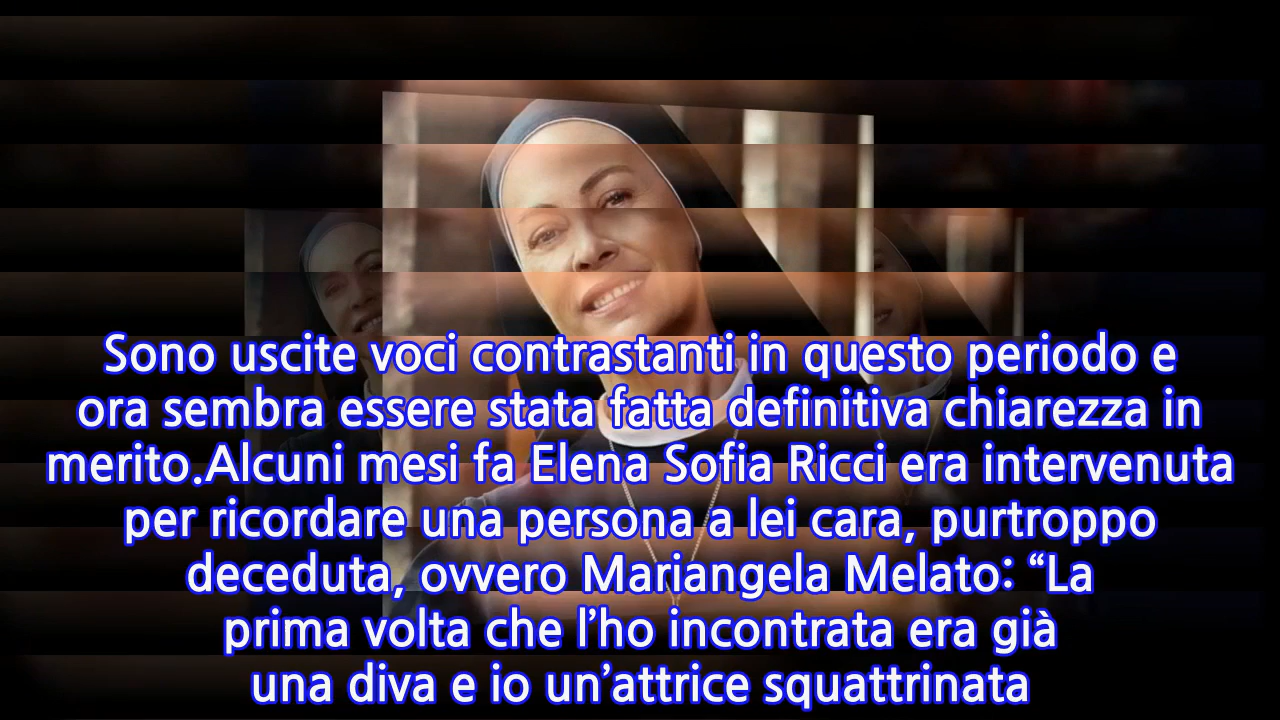 Sono uscite voci contrastanti in questo periodo e
ora sembra essere stata fatta definitiva chiarezza in
merito.Alcuni mesi fa Elena Sofia Ricci era intervenuta
per ricordare una persona a lei cara, purtroppo
deceduta, ovvero Mariangela Melato: “La
prima volta che l’ho incontrata era già
una diva e io un’attrice squattrinata